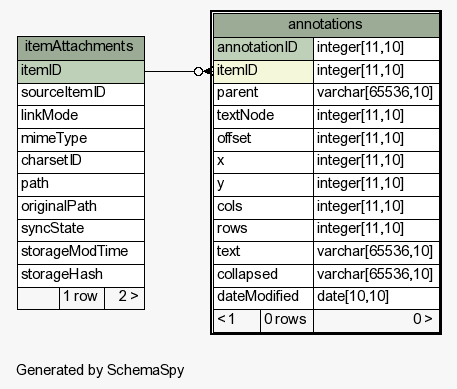 itemAttachments
itemID
sourceItemID
linkMode
mimeType
charsetID
path
originalPath
syncState
storageModTime
storageHash
1 row 2 >
annotations
annotationID integer[11,10]
itemID integer[11,10]
parent varchar[65536,10]
textNode integer[11,10]
offset integer[11,10]
x integer[11,10]
y integer[11,10]
cols integer[11,10]
rows integer[11,10]
text varchar[65536,10]
collapsed varchar[65536,10]
dateModified date[10,10]
< 1 0 rows 0 >
Generated by SchemaSpy